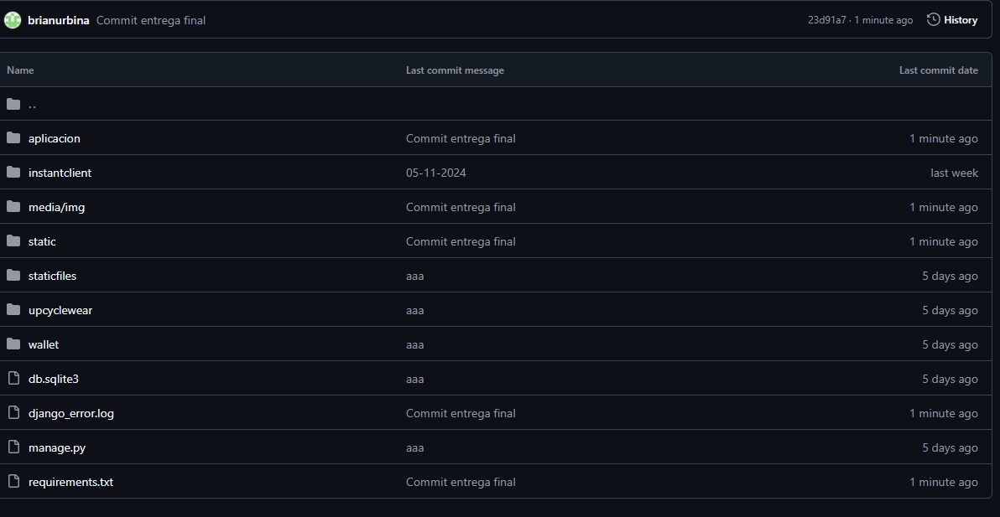 brianurbina Commit entrega final 23d91a7 · 1 minute ago History
Name Last commit message Last commit date
..
aplicacion Commit entrega final 1 minute ago
instantclient 05-11-2024 last week
media/img Commit entrega final 1 minute ago
static Commit entrega final 1 minute ago
staticfiles aaa 5 days ago
upcyclewear aaa 5 days ago
wallet aaa 5 days ago
db.sqlite3 aaa 5 days ago
django_error.log Commit entrega final 1 minute ago
manage.py aaa 5 days ago
requirements.txt Commit entrega final 1 minute ago